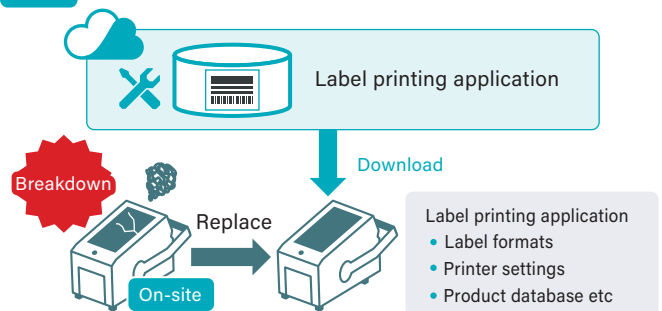 Label printing application
Download
Breakdown
Replace
On-site
Label printing application
• Label formats
• Printer settings
• Product database etc